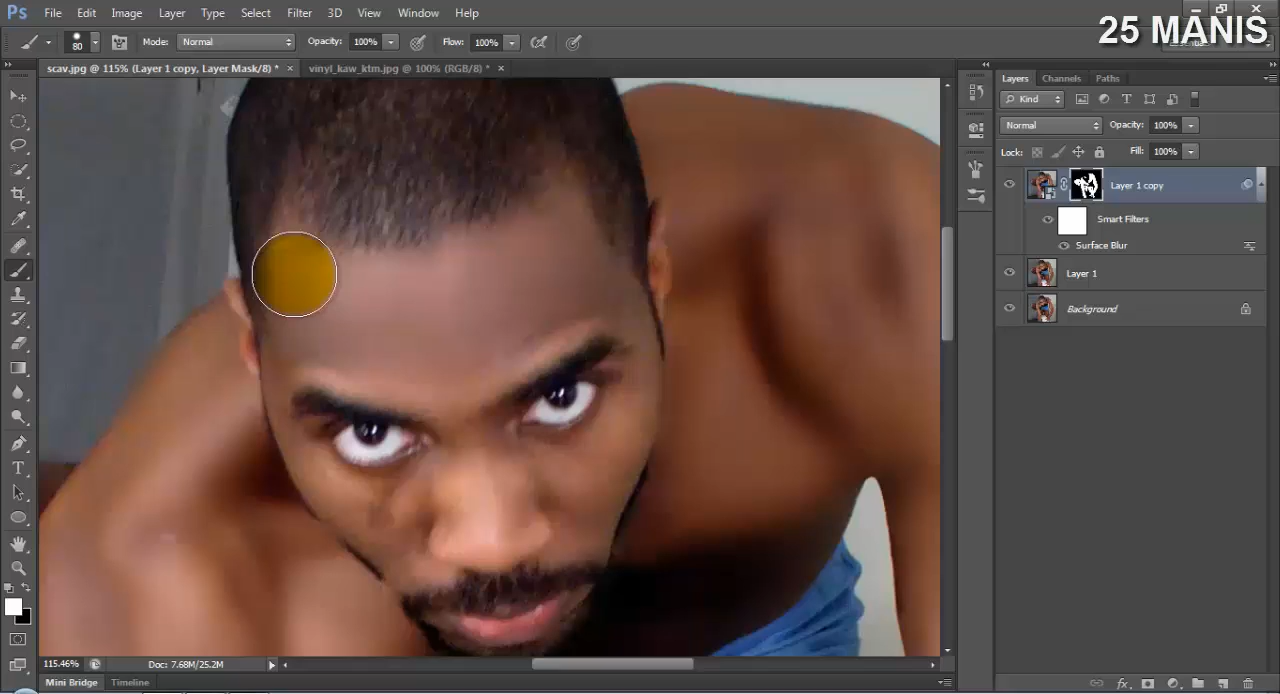 Ps File Edit Image Layer Type Select Filter 3D View Window Help
25 MANIS
80 Mode: Normal Opacity: 100% Flow: 100%
scav.jpg @ 115% (Layer 1 copy, Layer Mask/8) * × vinyl_kaw_ktm.jpg @ 100% (RGB/8) * ×
Layers Channels Paths
Kind
Normal Opacity: 100%
Lock: Fill: 100%
Layer 1 copy
Smart Filters
Surface Blur
Layer 1
Background
115.46% Doc: 7.68M/25.2M
Mini Bridge Timeline